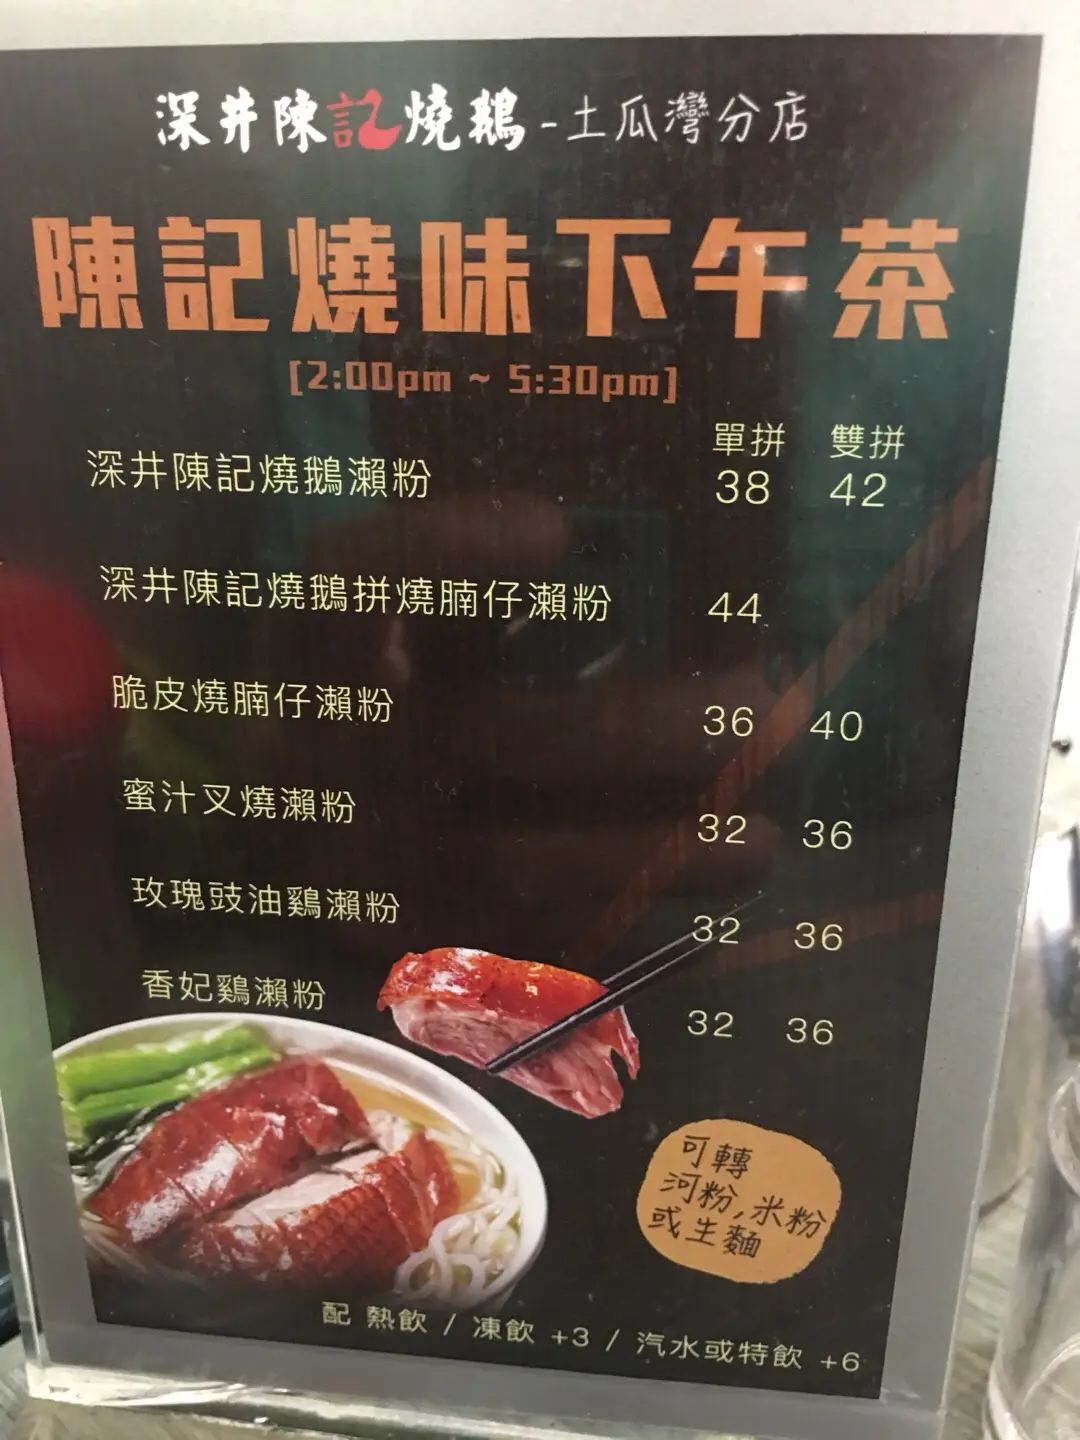 深井陳記燒鵝-土瓜灣分店
陳記燒味下午茶
[2:00pm ~ 5:30pm]
單拼 雙拼
深井陳記燒鵝瀨粉 38 42
深井陳記燒鵝拼燒腩仔瀨粉 44
脆皮燒腩仔瀨粉 36 40
蜜汁叉燒瀨粉 32 36
玫瑰豉油鷄瀨粉 32 36
香妃鷄瀨粉 32 36
可轉
河粉,米粉
或生麵
配 熱飲 / 凍飲 +3 / 汽水或特飲 +6